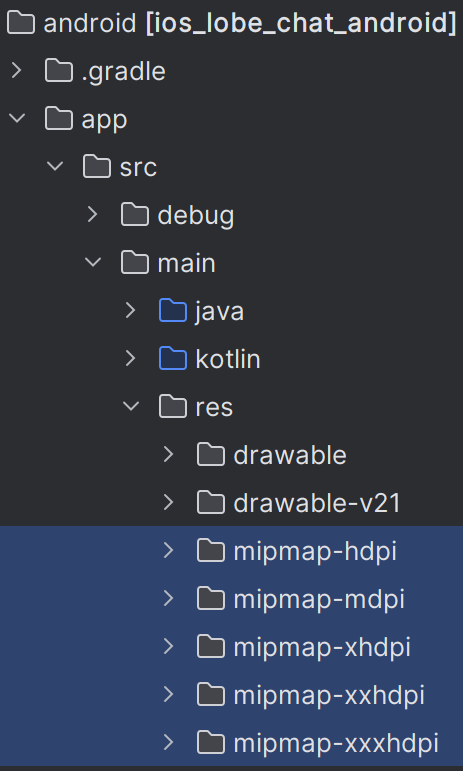 android [ios_lobe_chat_android]
.gradle
app
src
debug
main
java
kotlin
res
drawable
drawable-v21
mipmap-hdpi
mipmap-mdpi
mipmap-xhdpi
mipmap-xxhdpi
mipmap-xxxhdpi